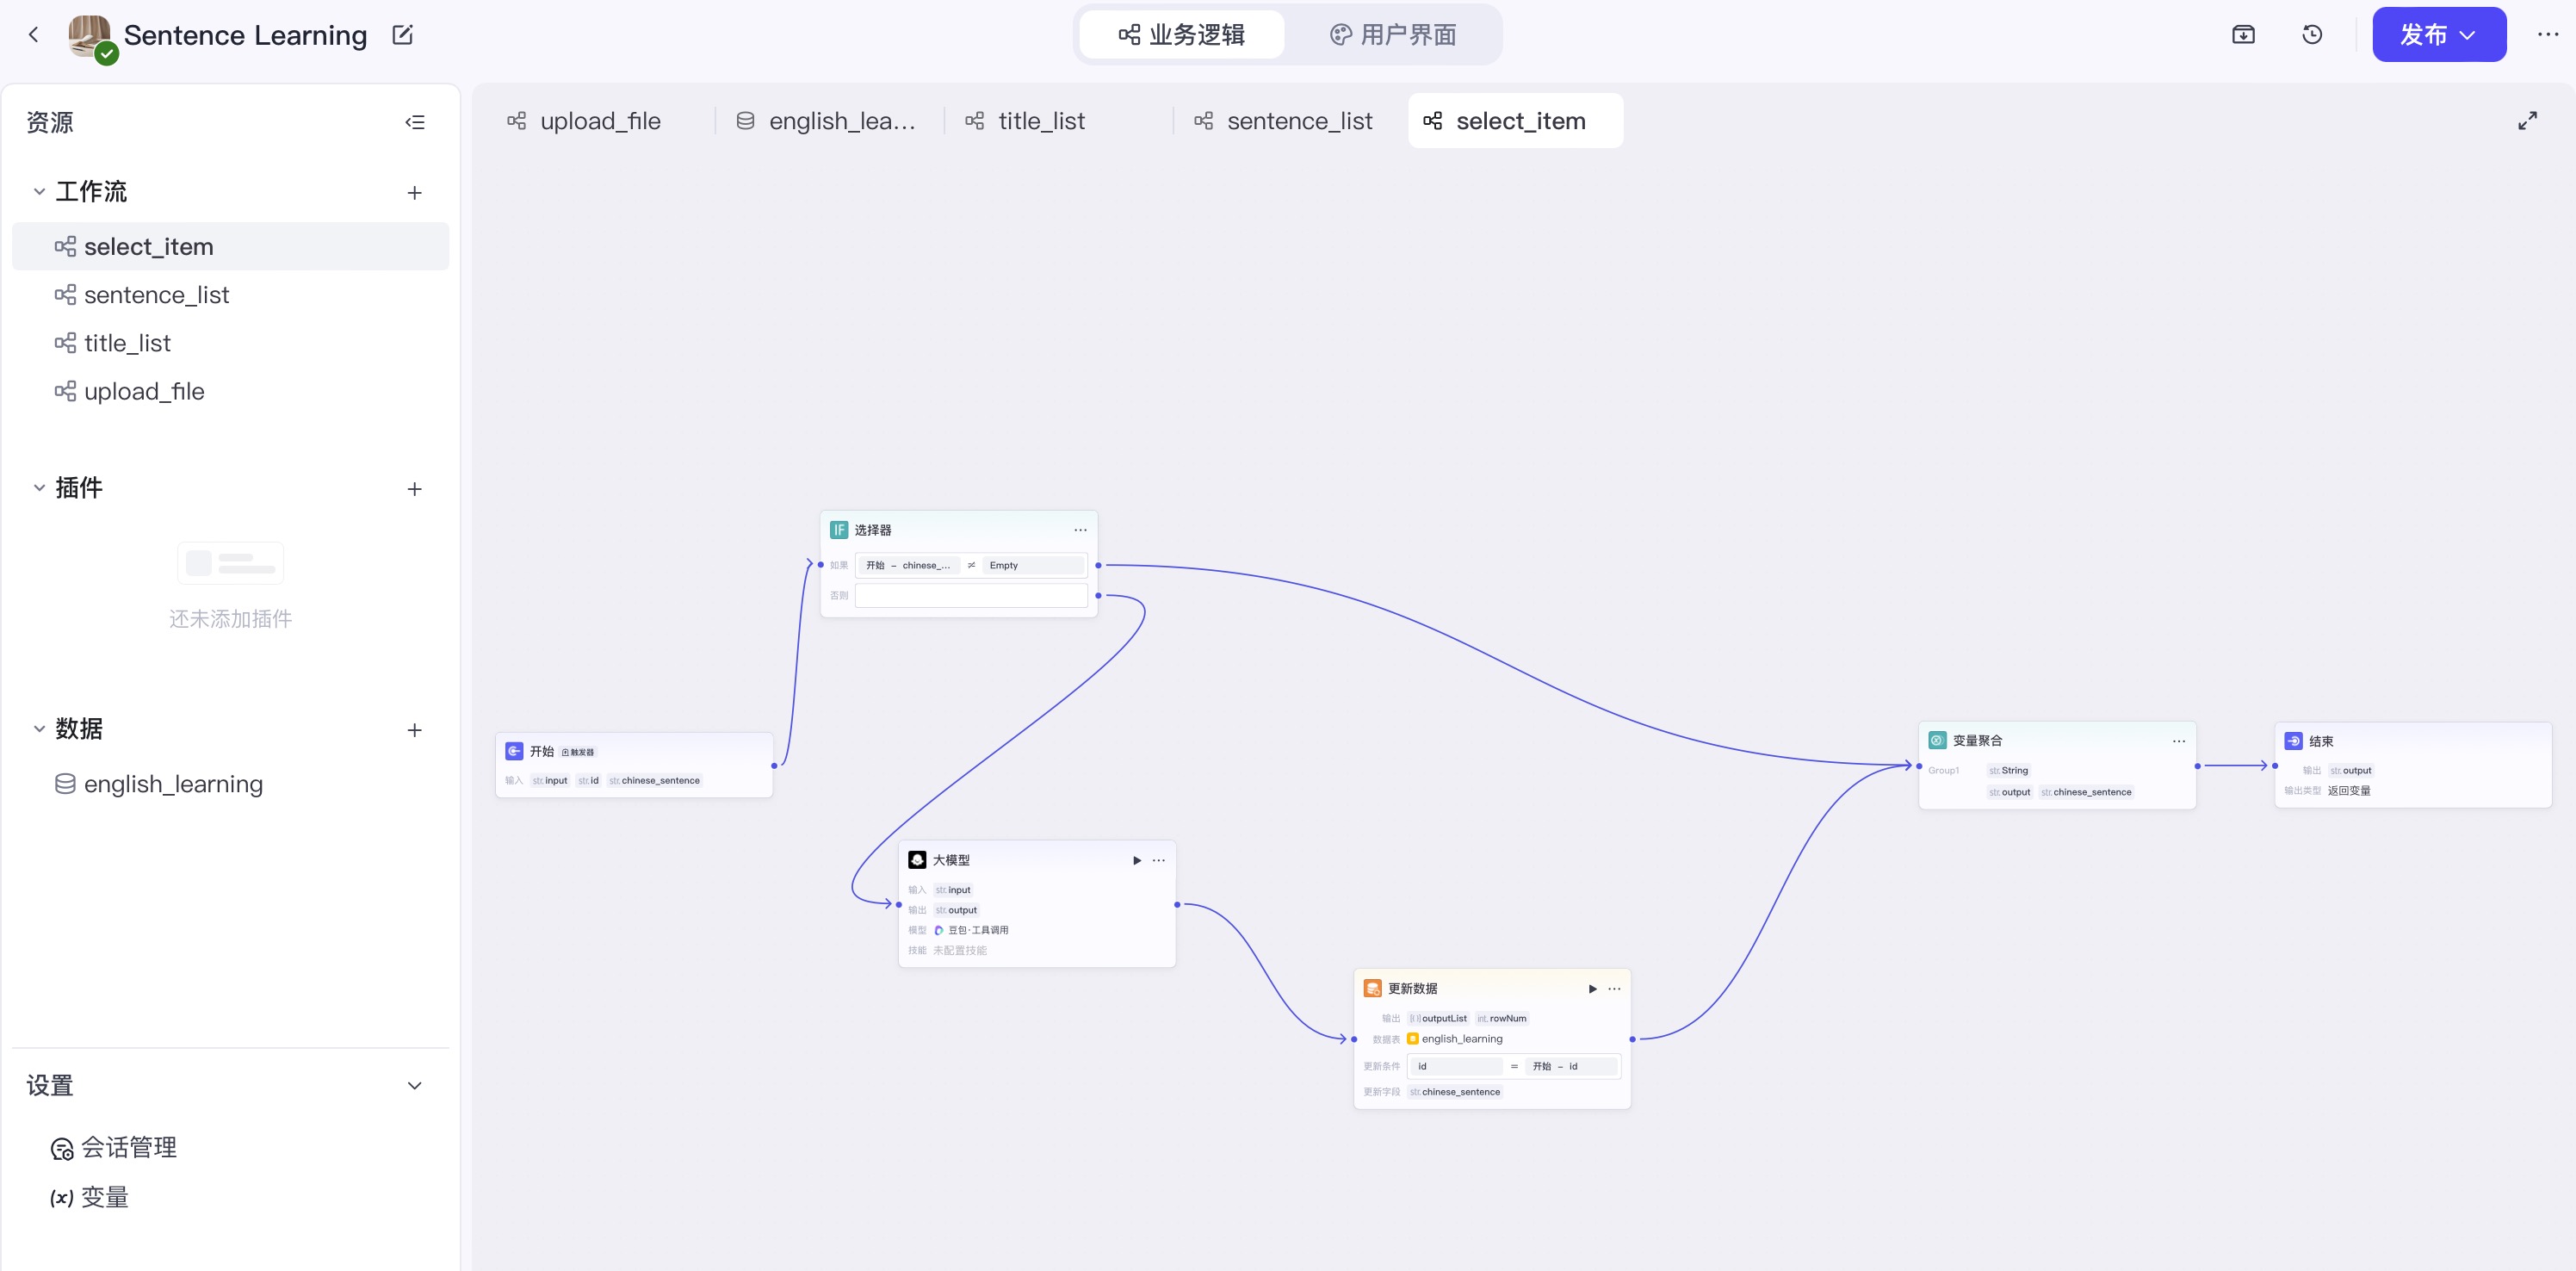 Sentence Learning
业务逻辑
用户界面
发布
资源
工作流
select_item
sentence_list
title_list
upload_file
插件
还未添加插件
数据
english_learning
设置
会话管理
(x) 变量
upload_file
english_lea...
title_list
sentence_list
select_item
IF 选择器
如果 开始 - chinese_... ≠ Empty
否则
开始 触发器
输入 str. input str. id str. chinese_sentence
大模型
输入 str. input
输出 str. output
模型 豆包·工具调用
技能 未配置技能
更新数据
输出 [{}] outputList int. rowNum
数据表 english_learning
更新条件 id = 开始 - id
更新字段 str. chinese_sentence
变量聚合
Group1 str. String
str. output str. chinese_sentence
结束
输出 str. output
输出类型 返回变量